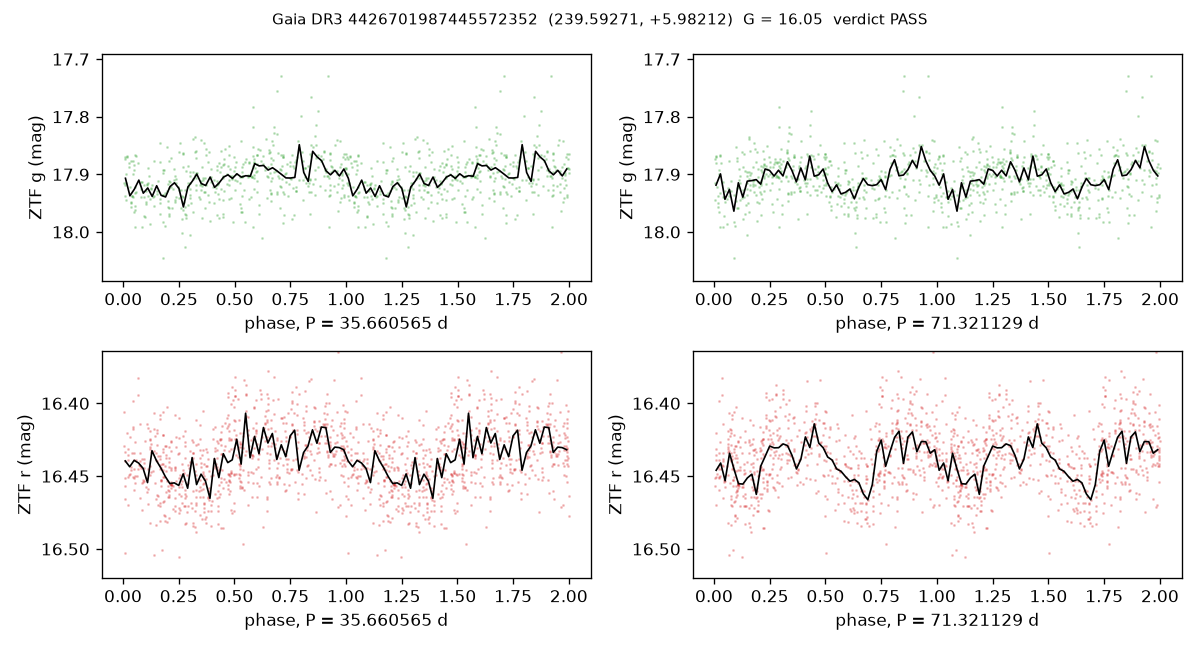 Gaia DR3 4426701987445572352 (239.59271, +5.98212) G = 16.05 verdict PASS
ZTF g (mag)
17.7
17.8
17.9
18.0
0.00 0.25 0.50 0.75 1.00 1.25 1.50 1.75 2.00
phase, P = 35.660565 d
ZTF g (mag)
17.7
17.8
17.9
18.0
0.00 0.25 0.50 0.75 1.00 1.25 1.50 1.75 2.00
phase, P = 71.321129 d
ZTF r (mag)
16.40
16.45
16.50
0.00 0.25 0.50 0.75 1.00 1.25 1.50 1.75 2.00
phase, P = 35.660565 d
ZTF r (mag)
16.40
16.45
16.50
0.00 0.25 0.50 0.75 1.00 1.25 1.50 1.75 2.00
phase, P = 71.321129 d